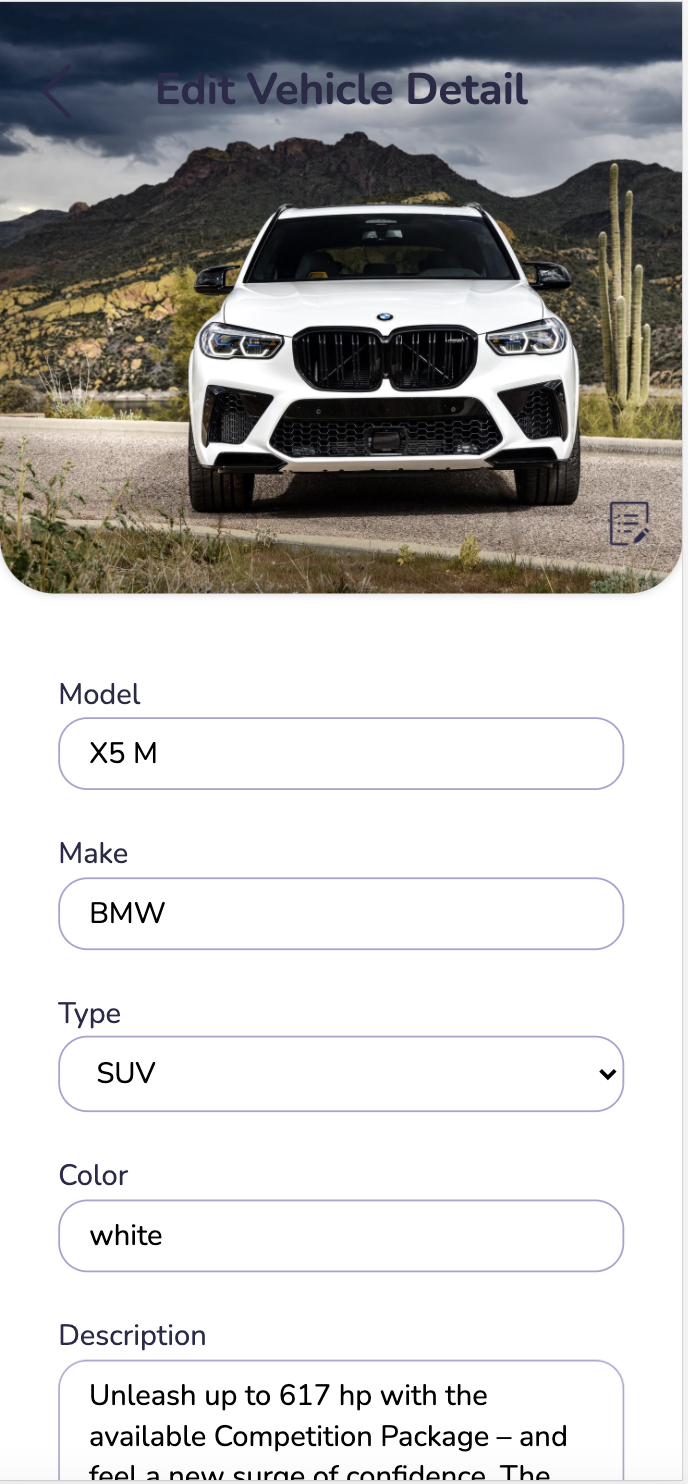 Edit Vehicle Detail
Model
X5 M
Make
BMW
Type
SUV
Color
white
Description
Unleash up to 617 hp with the
available Competition Package – and
feel a new surge of confidence. The